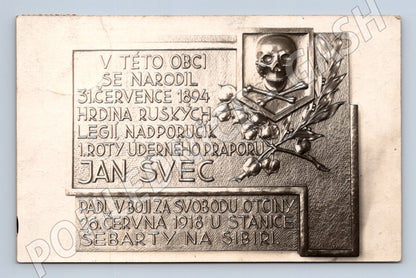 V TÉTO OBCI
SE NARODIL
31.ČERVENCE 1894
HRDINA RUSKÝCH
LEGIÍ, NADPORUČÍK
1.ROTY ÚDERNÉHO PRAPORU
JAN ŠVEC
PADL V BOJI ZA SVOBODU OTČINY
26.ČERVNA 1918 U STANICE
ŠEBARTY NA SIBIŘI.